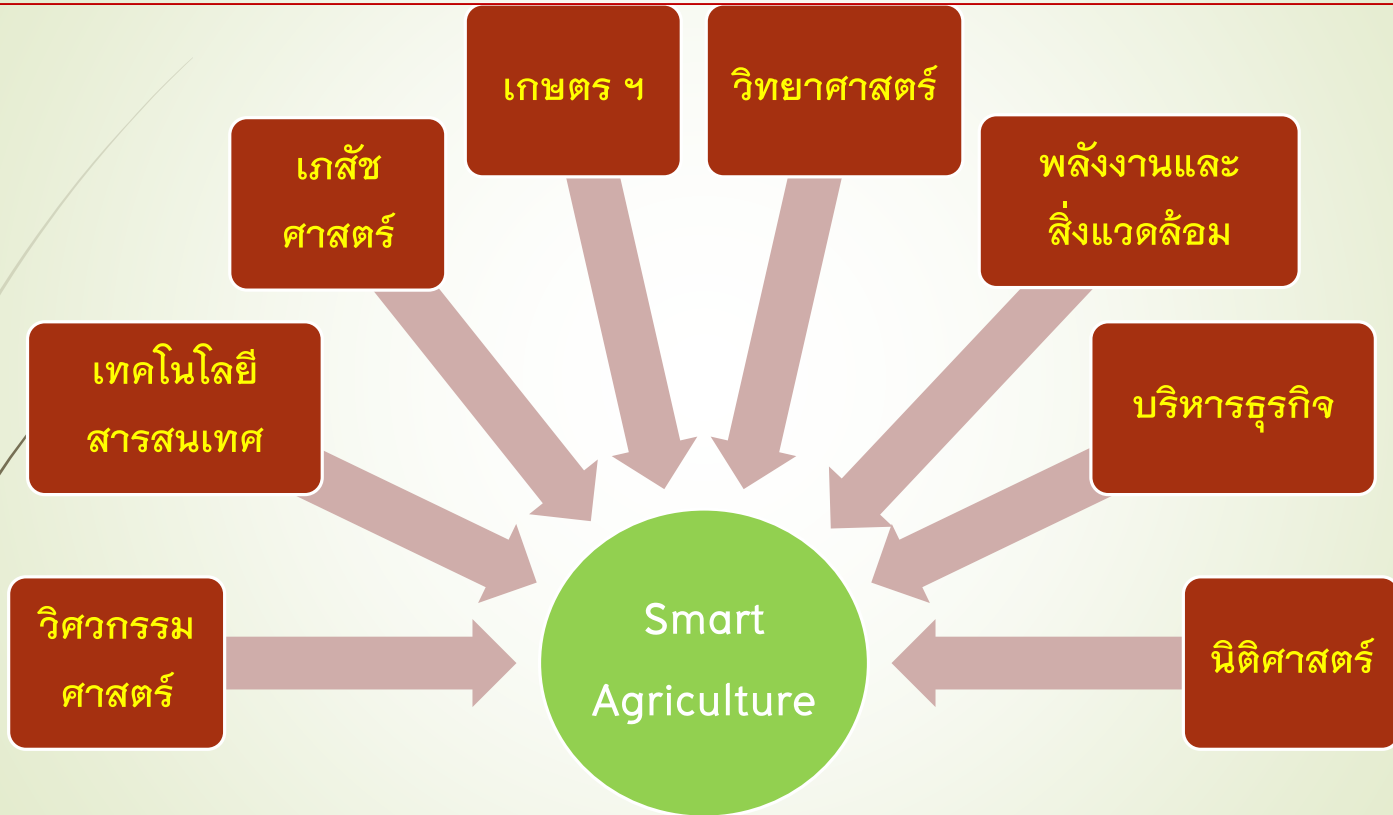 เกษตร ฯ
วิทยาศาสตร์
เภสัช
ศาสตร์
พลังงานและ
สิ่งแวดล้อม
เทคโนโลยี
สารสนเทศ
บริหารธุรกิจ
วิศวกรรม
ศาสตร์
นิติศาสตร์
Smart
Agriculture